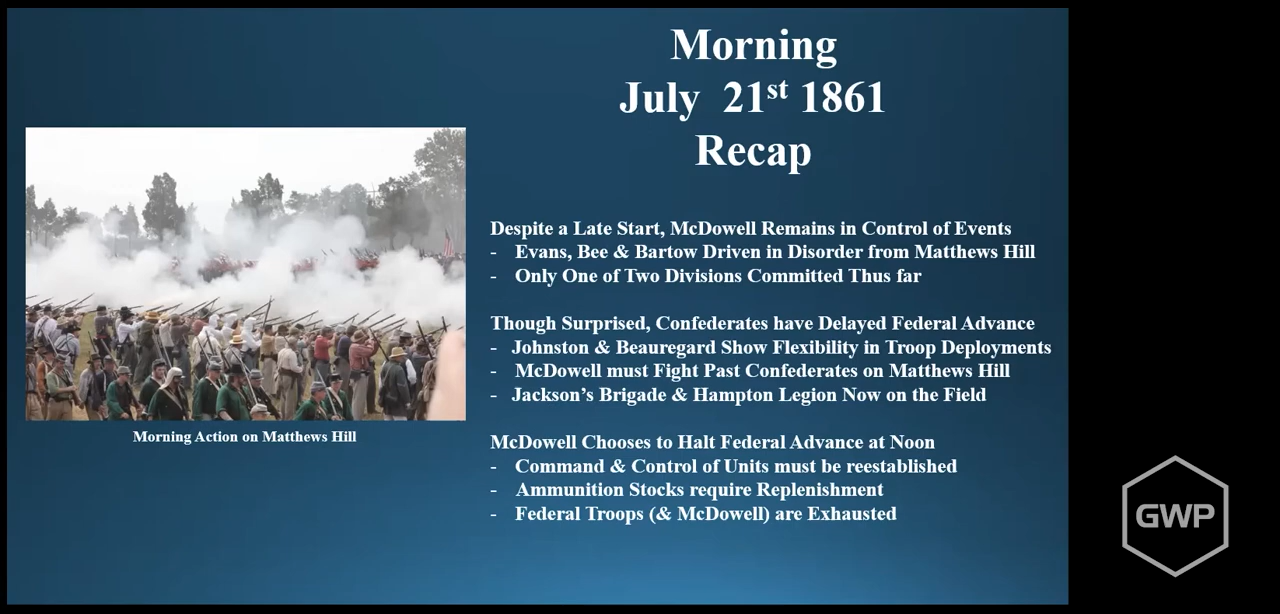 Morning
July 21st 1861
Recap
Despite a Late Start, McDowell Remains in Control of Events
- Evans, Bee & Bartow Driven in Disorder from Matthews Hill
- Only One of Two Divisions Committed Thus far
Though Surprised, Confederates have Delayed Federal Advance
- Johnston & Beauregard Show Flexibility in Troop Deployments
- McDowell must Fight Past Confederates on Matthews Hill
- Jackson’s Brigade & Hampton Legion Now on the Field
McDowell Chooses to Halt Federal Advance at Noon
- Command & Control of Units must be reestablished
- Ammunition Stocks require Replenishment
- Federal Troops (& McDowell) are Exhausted
Morning Action on Matthews Hill
GWP